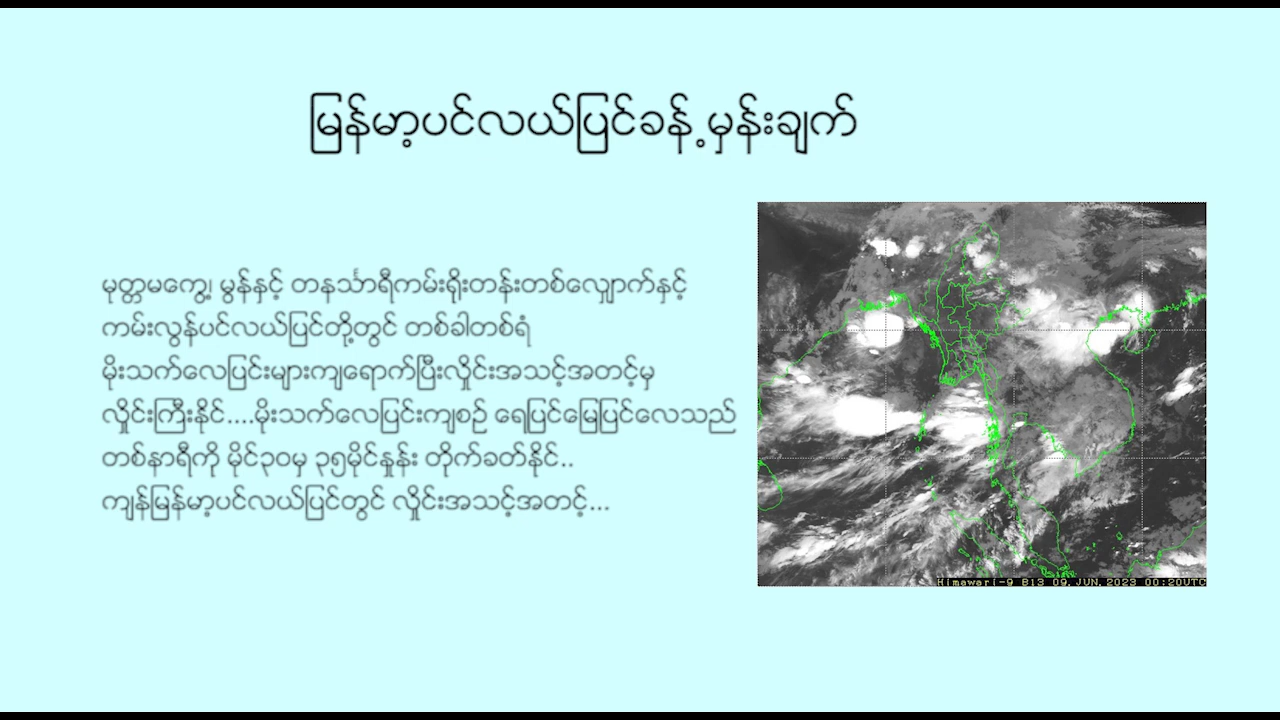 မြန်မာ့ပင်လယ်ပြင်ခန့်မှန်းချက်
မုတ္တမကွေ့၊ မွန်နှင့် တနင်္သာရီကမ်းရိုးတန်းတစ်လျှောက်နှင့်
ကမ်းလွန်ပင်လယ်ပြင်တို့တွင် တစ်ခါတစ်ရံ
မိုးသက်လေပြင်းများကျရောက်ပြီးလှိုင်းအသင့်အတင့်မှ
လှိုင်းကြီးနိုင်....မိုးသက်လေပြင်းကျစဉ် ရေပြင်မြေပြင်လေသည်
တစ်နာရီကို မိုင်၃၀မှ ၃၅မိုင်နှုန်း တိုက်ခတ်နိုင်..
ကျန်မြန်မာ့ပင်လယ်ပြင်တွင် လှိုင်းအသင့်အတင့်...
Himawari-9 B13 09.JUN.2023 00:20UTC